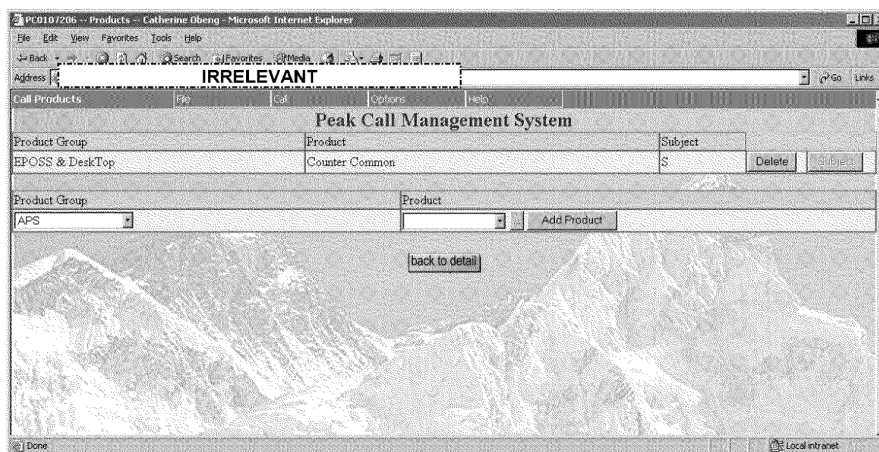 PC0107206 -- Products -- Catherine Obeng - Microsoft Internet Explorer
File Edit View Favorites Tools Help
Back Search Favorites Media
Address IRRELEVANT Go Links
Call Products File Call Options Help
Peak Call Management System
Product Group Product Subject
EPOSS & DeskTop Counter Common S Delete Subject
Product Group Product
APS ... Add Product
back to detail
Done Local intranet